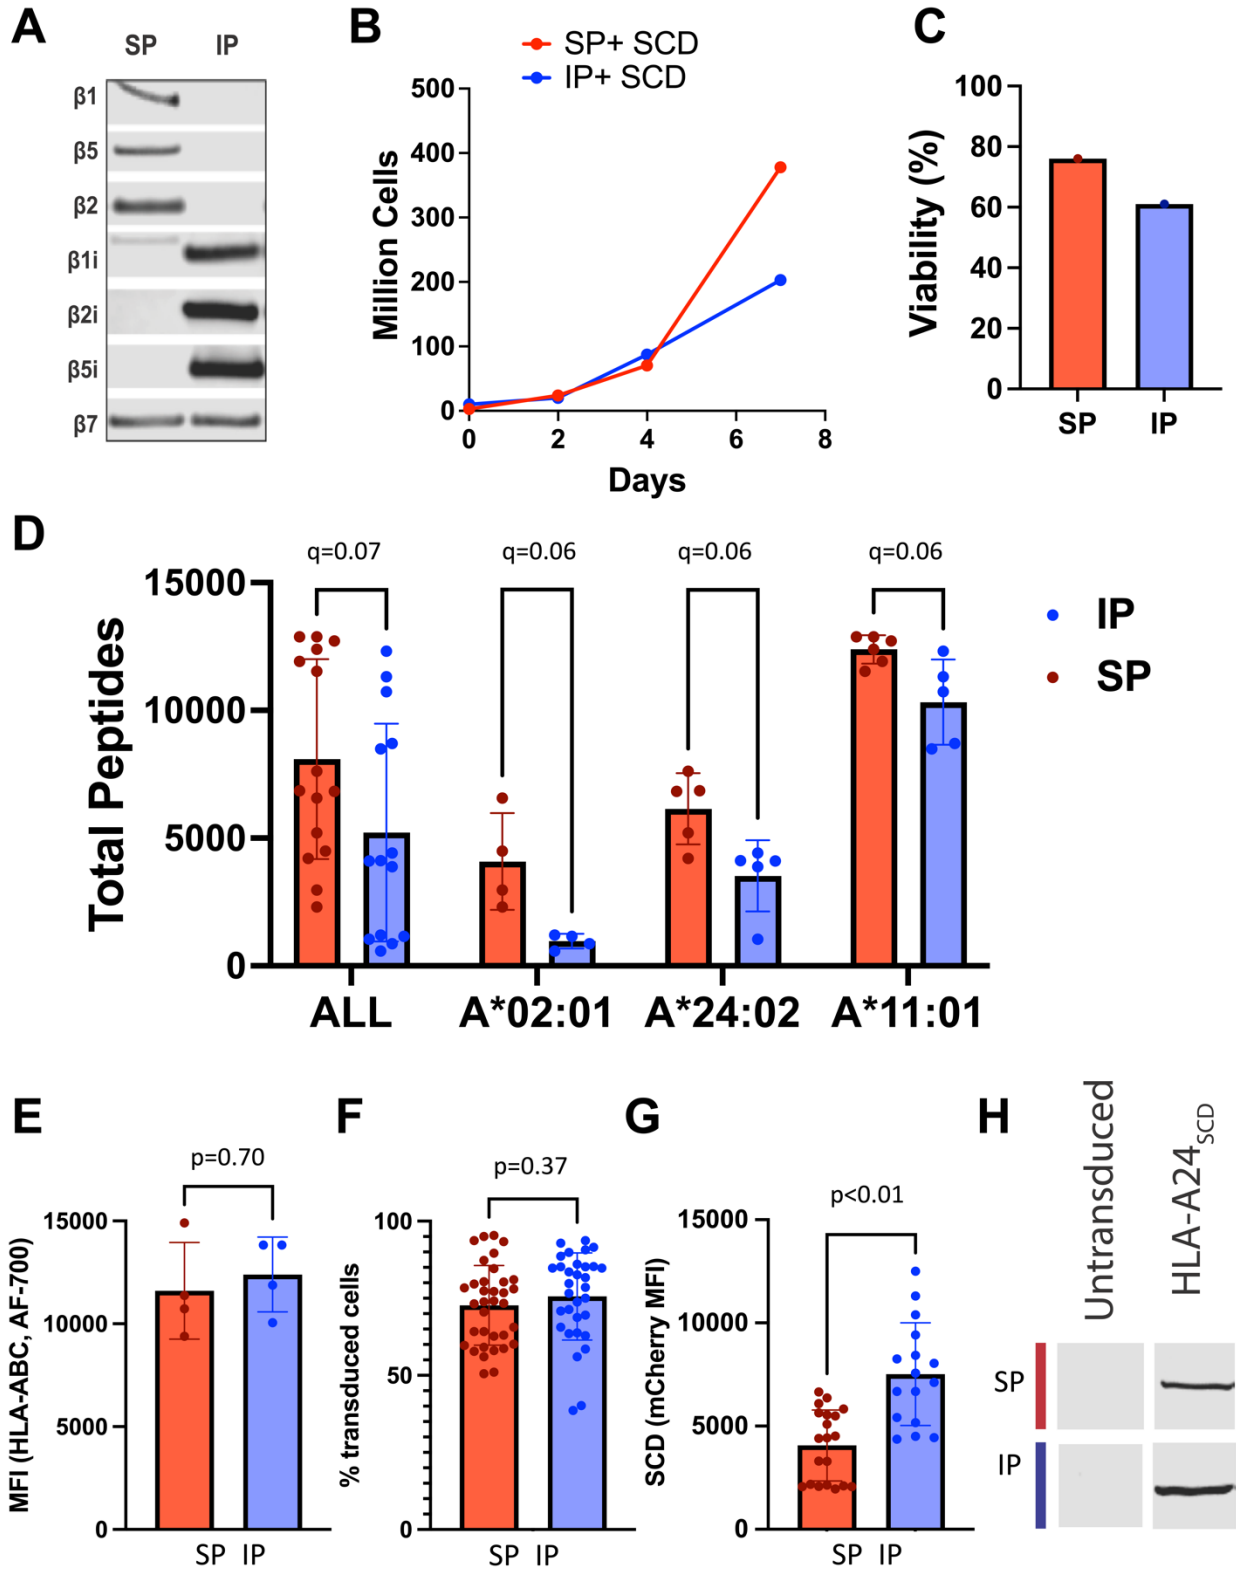 A
SP IP
β1
β5
β2
β1i
β2i
β5i
β7
B
SP+ SCD
IP+ SCD
Million Cells
500
400
300
200
100
0
0 2 4 6 8
Days
C
Viability (%)
100
80
60
40
20
0
SP IP
D
q=0.07 q=0.06 q=0.06 q=0.06
Total Peptides
15000
10000
5000
0
ALL A*02:01 A*24:02 A*11:01
IP
SP
E
p=0.70
MFI (HLA-ABC, AF-700)
15000
10000
5000
0
SP IP
F
p=0.37
% transduced cells
100
50
0
SP IP
G
p<0.01
SCD (mCherry MFI)
15000
10000
5000
0
SP IP
H
Untransduced
HLA-A24SCD
SP
IP